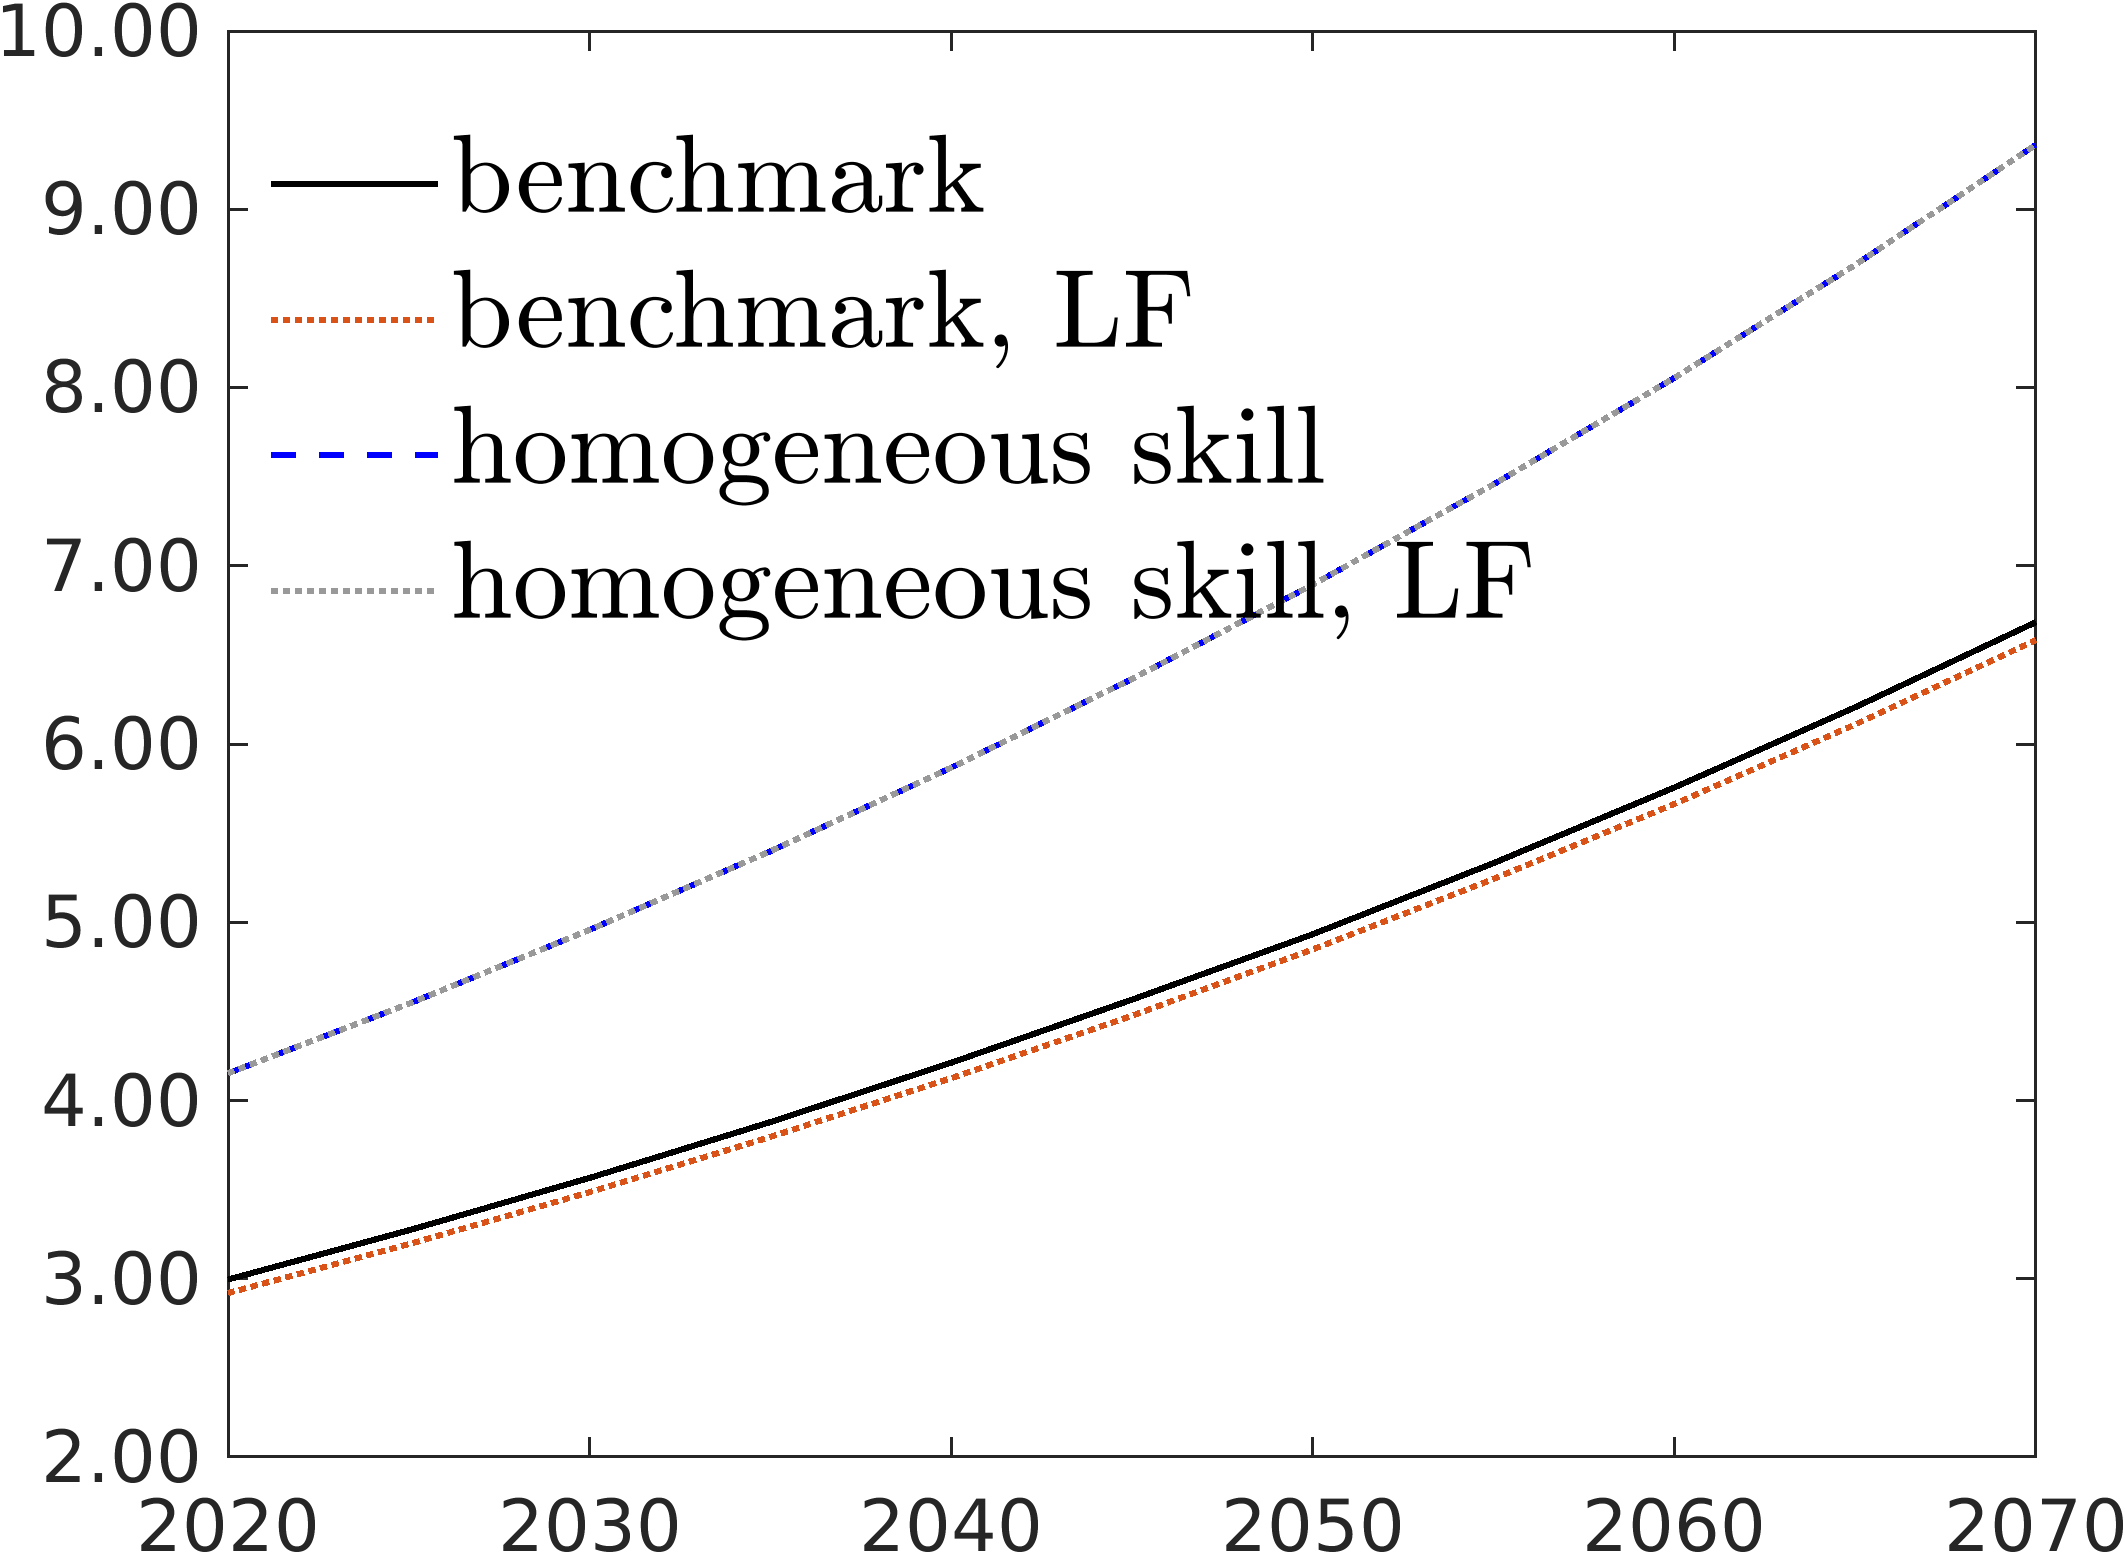 10.00
9.00
8.00
7.00
6.00
5.00
4.00
3.00
2.00
benchmark
benchmark, LF
homogeneous skill
homogeneous skill, LF
2020 2030 2040 2050 2060 2070